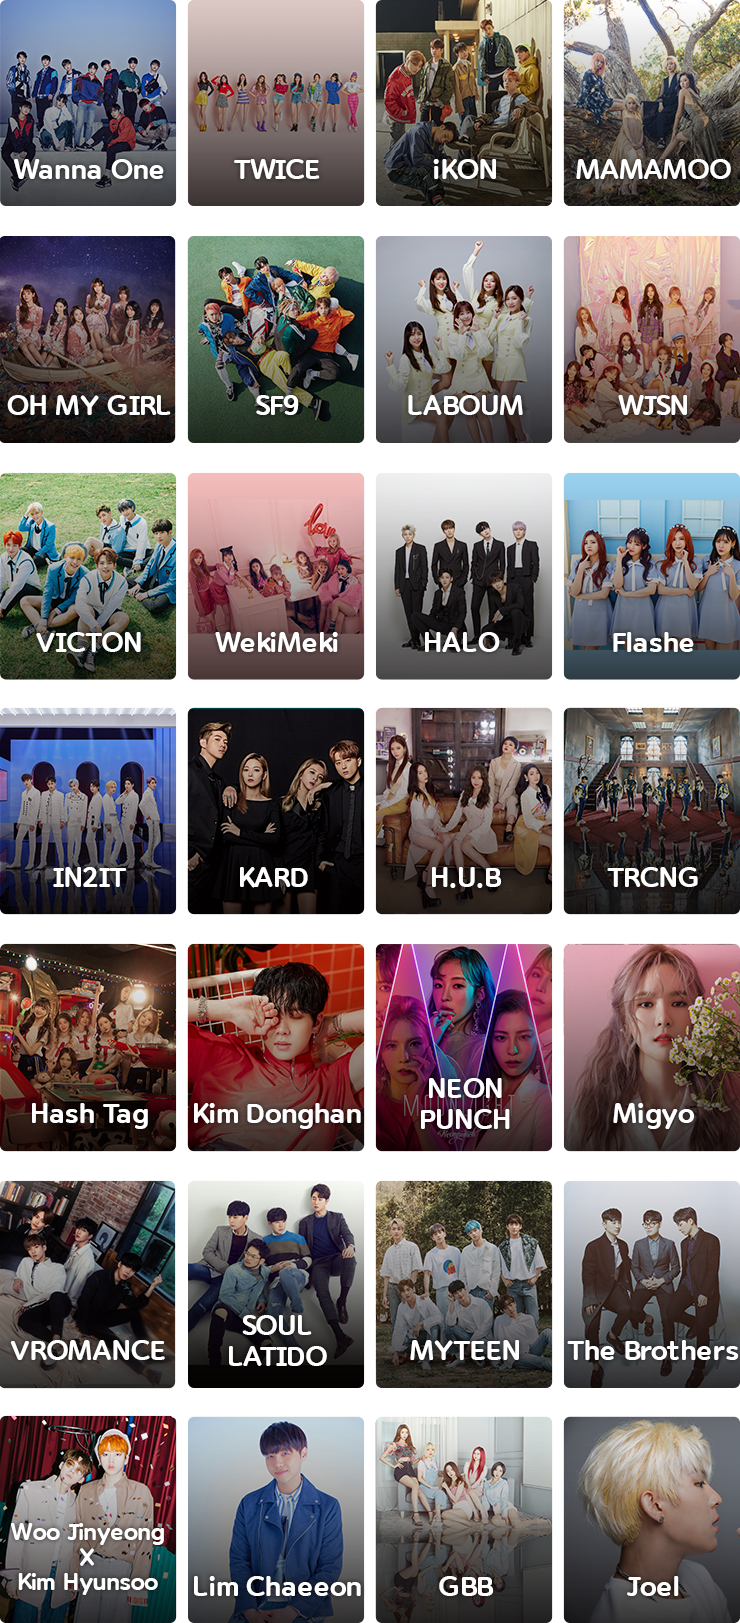 Wanna One
TWICE
iKON
MAMAMOO
OH MY GIRL
SF9
LABOUM
WJSN
VICTON
WekiMeki
HALO
Flashe
IN2IT
KARD
H.U.B
TRCNG
Hash Tag
Kim Donghan
NEON
PUNCH
Migyo
VROMANCE
SOUL
LATIDO
MYTEEN
The Brothers
Woo Jinyeong
X
Kim Hyunsoo
Lim Chaeeon
GBB
Joel